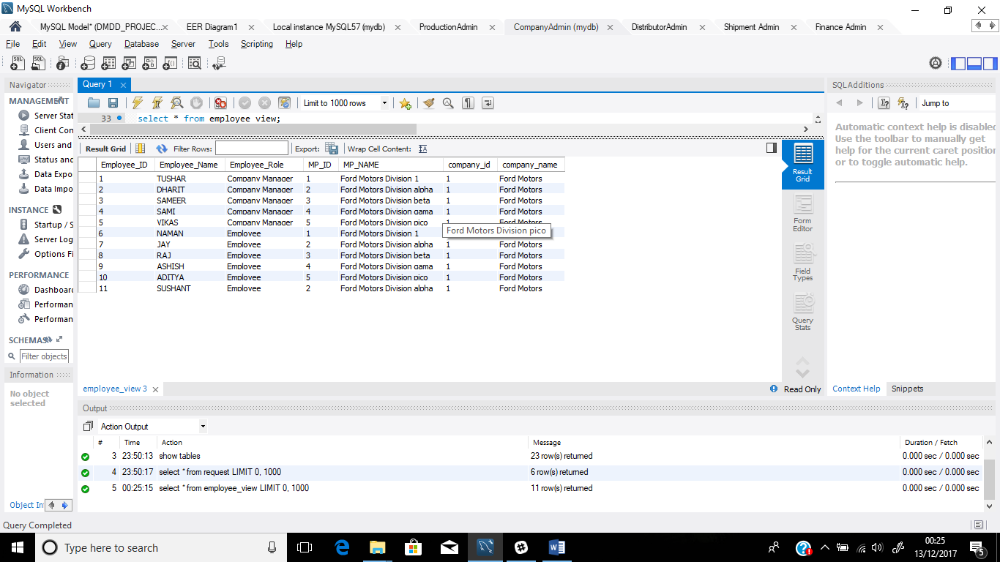 MySQL Workbench
MySQL Model* (DMDD_PROJEC... EER Diagram1 Local instance MySQL57 (mydb) ProductionAdmin CompanyAdmin (mydb) DistributorAdmin Shipment Admin Finance Admin
File Edit View Query Database Server Tools Scripting Help
Navigator
MANAGEMENT
Server Stat
Client Con
Users and
Status and
Data Expo
Data Impo
INSTANCE
Startup / S
Server Log
Options Fi
PERFORMANCE
Dashboard
Performan
Performan
SCHEMAS
Filter objects
Information
No object
selected
Object In
Query 1
Limit to 1000 rows
33 select * from employee view;
Result Grid Filter Rows: Export: Wrap Cell Content:
Employee_ID Employee_Name Employee_Role MP_ID MP_NAME company_id company_name
1 TUSHAR Company Manager 1 Ford Motors Division 1 1 Ford Motors
2 DHARIT Company Manager 2 Ford Motors Division alpha 1 Ford Motors
3 SAMEER Company Manager 3 Ford Motors Division beta 1 Ford Motors
4 SAMI Company Manager 4 Ford Motors Division gama 1 Ford Motors
5 VIKAS Company Manager 5 Ford Motors Division pico 1 Ford Motors
Ford Motors Division pico
6 NAMAN Employee 1 Ford Motors Division 1
7 JAY Employee 2 Ford Motors Division alpha 1 Ford Motors
8 RAJ Employee 3 Ford Motors Division beta 1 Ford Motors
9 ASHISH Employee 4 Ford Motors Division gama 1 Ford Motors
10 ADITYA Employee 5 Ford Motors Division pico 1 Ford Motors
11 SUSHANT Employee 2 Ford Motors Division alpha 1 Ford Motors
Result
Grid
Form
Editor
Field
Types
Query
Stats
employee_view 3 Read Only
SQLAdditions
Jump to
Automatic context help is disabled
Use the toolbar to manually get
help for the current caret position
or to toggle automatic help.
Context Help Snippets
Output
Action Output
# Time Action Message Duration / Fetch
3 23:50:13 show tables 23 row(s) returned 0.000 sec / 0.000 sec
4 23:50:17 select * from request LIMIT 0, 1000 6 row(s) returned 0.000 sec / 0.000 sec
5 00:25:15 select * from employee_view LIMIT 0, 1000 11 row(s) returned 0.000 sec / 0.000 sec
Query Completed
Type here to search
00:25
13/12/2017
5